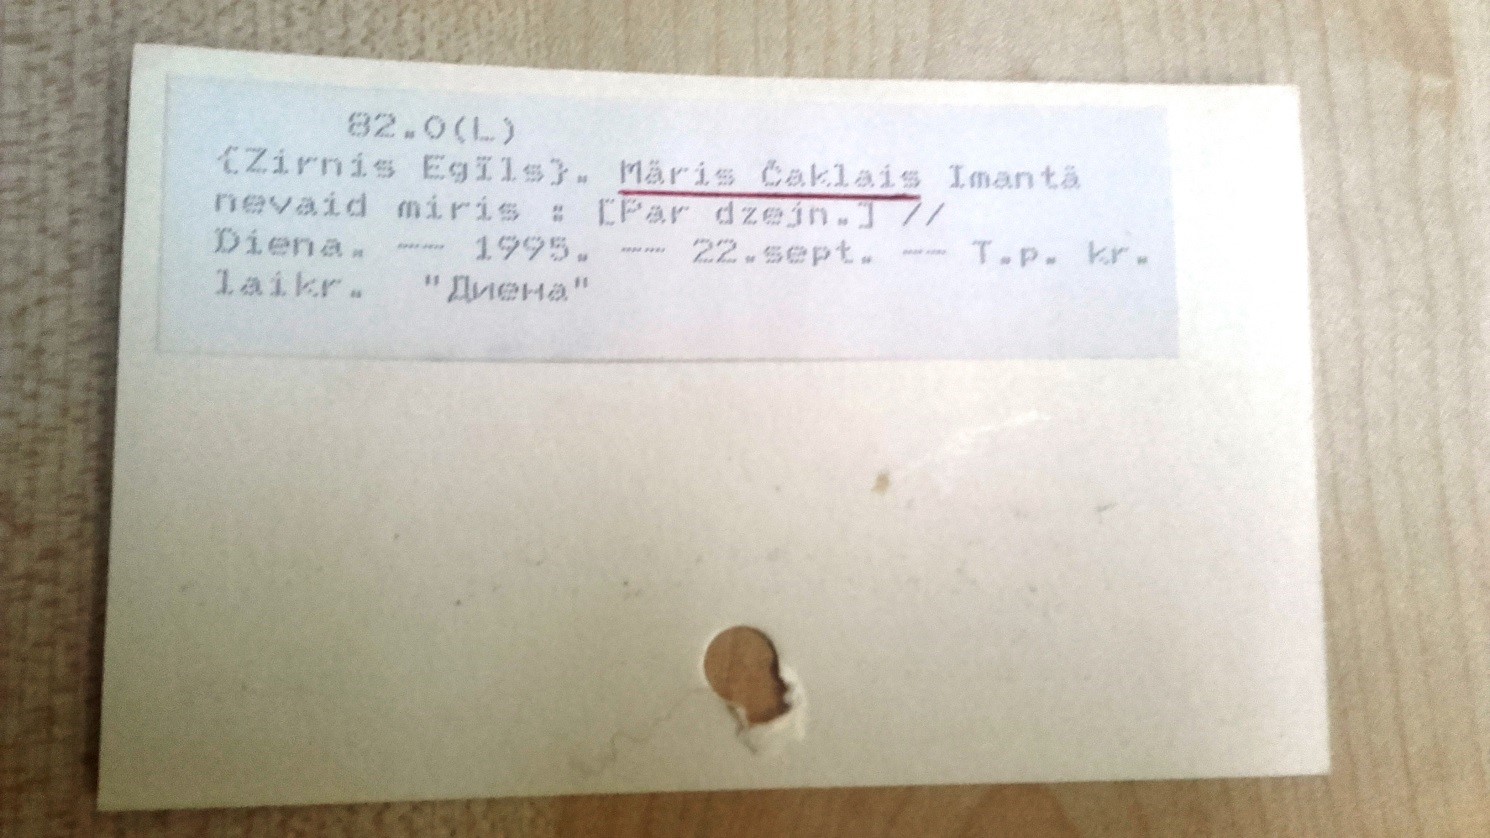 82.0(L)
{Zirnis Egīls}. Māris Čaklais Imantā
nevaid miris : [Par dzejn.] //
Diena. -- 1995. -- 22.sept. -- T.p. kr.
laikr. "Диена"